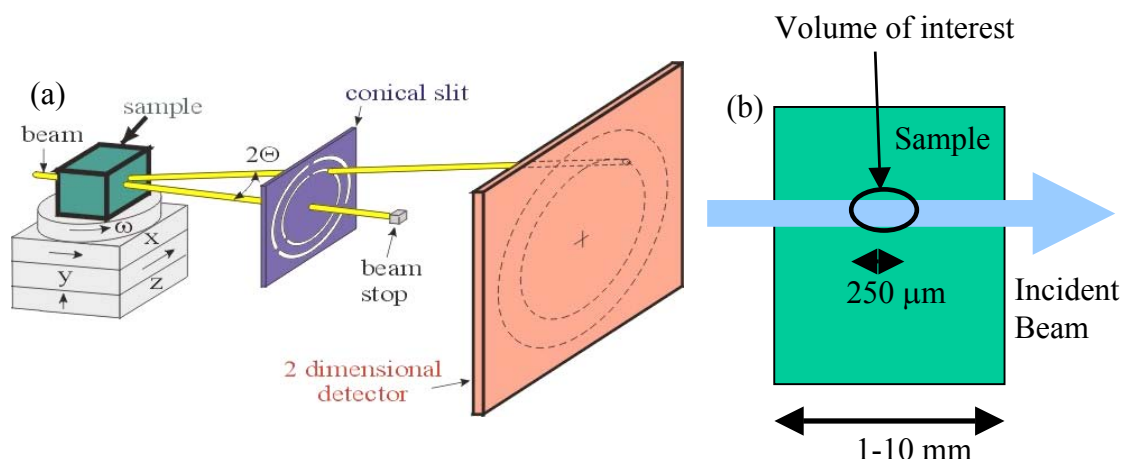 (a)
sample
beam
conical slit
2Θ
ω
x
y
z
beam
stop
2 dimensional
detector
Volume of interest
(b)
Sample
250 μm
Incident
Beam
1-10 mm